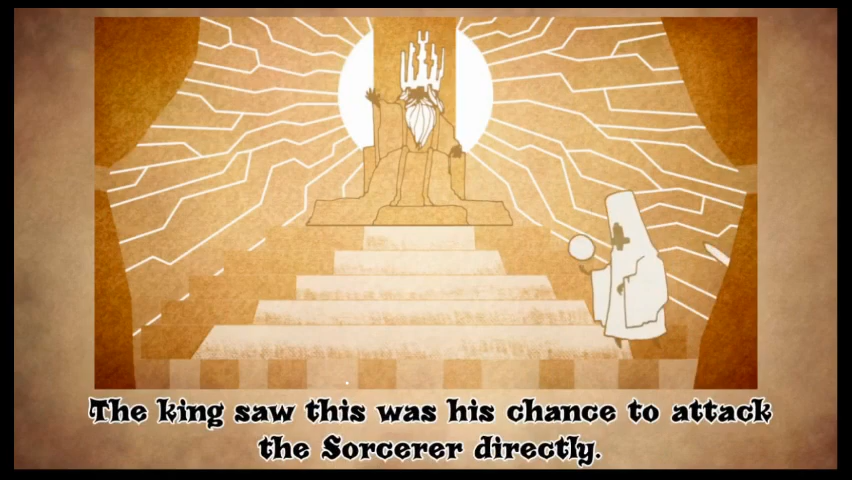 The king saw this was his chance to attack
the Sorcerer directly.